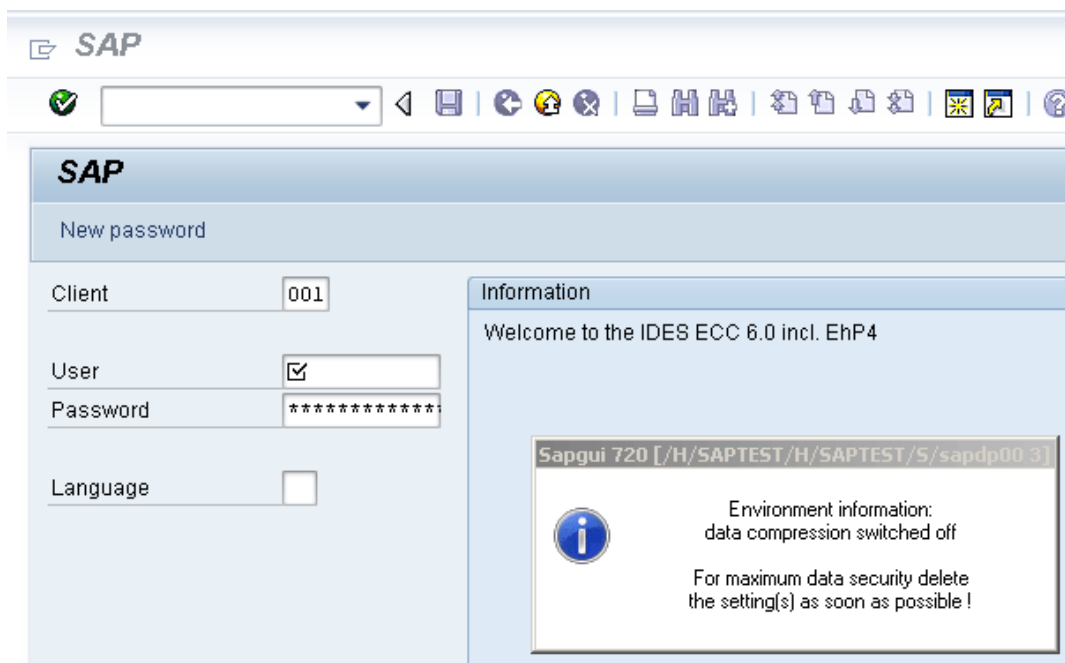 SAP
SAP
New password
Client 001
User
Password *************
Language
Information
Welcome to the IDES ECC 6.0 incl. EhP4
Sapgui 720 [/H/SAPTEST/H/SAPTEST/S/sapdp00 3]
Environment information:
data compression switched off
For maximum data security delete
the setting(s) as soon as possible !